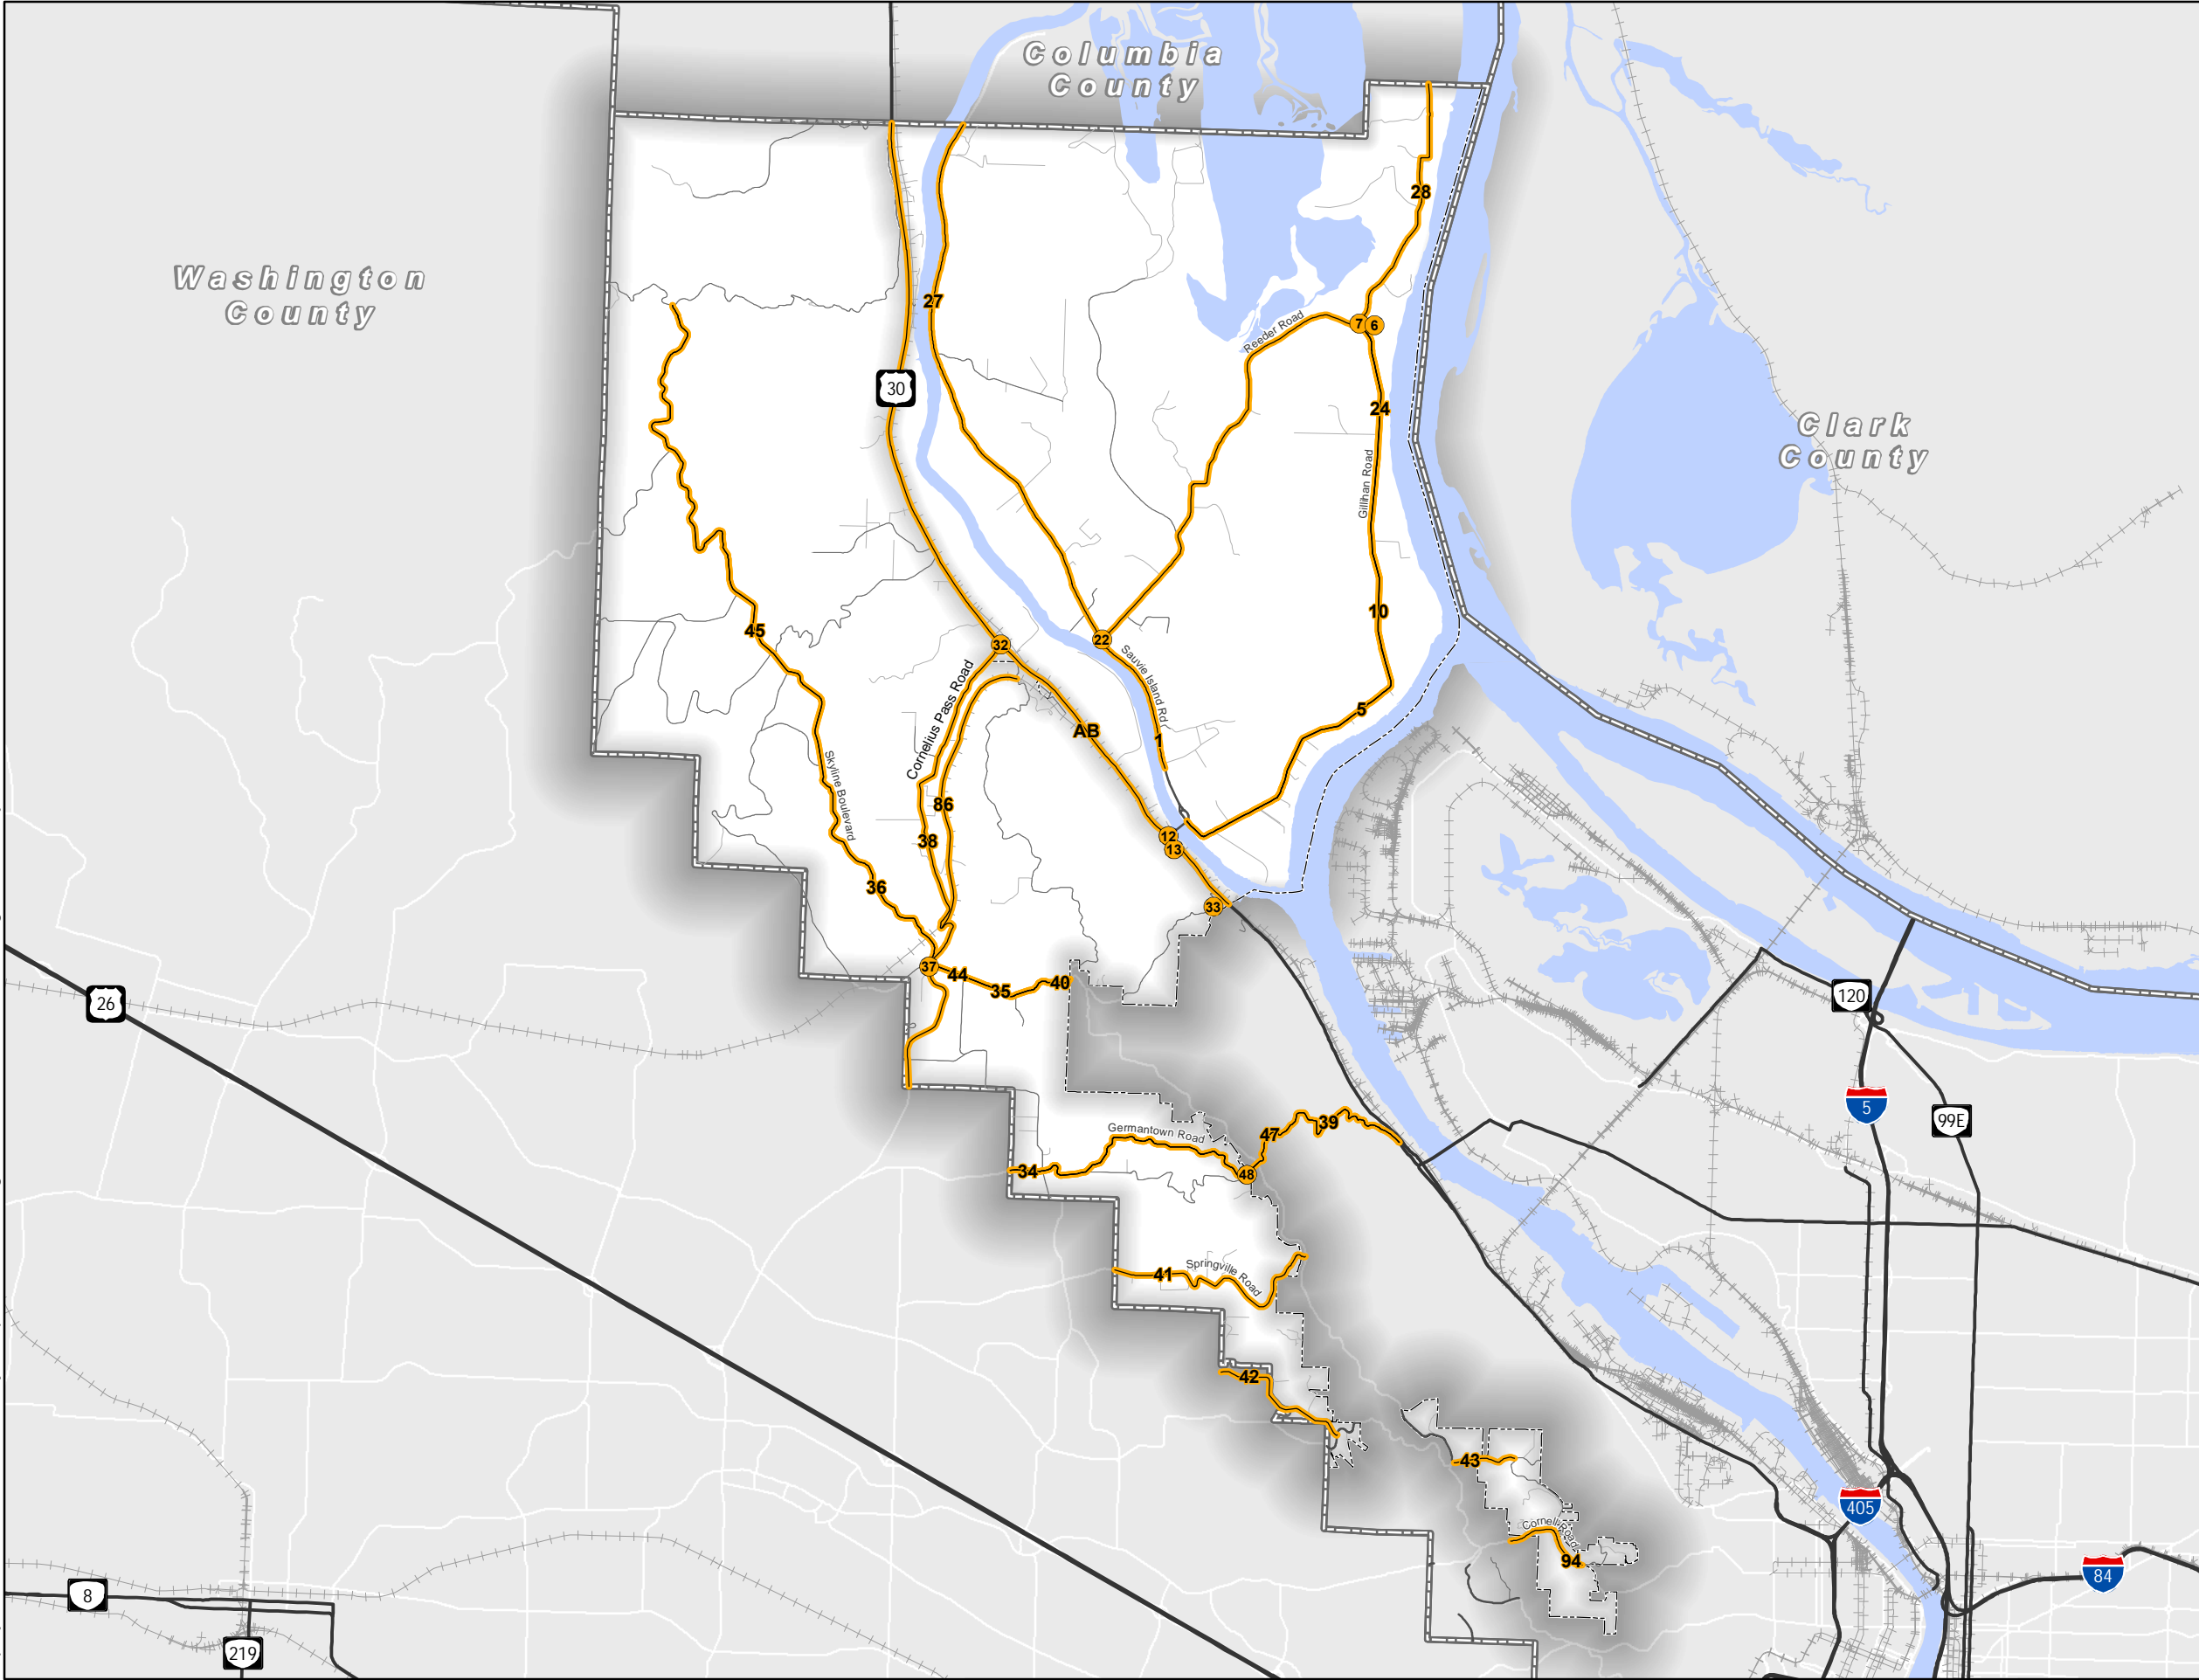 Columbia
County
28
Washington
County
27
7
6
Reeder Road
30
24
Clark
County
Gillihan Road
10
45
22
32
Sauvie Island Rd
Cornelius Pass Road
5
AB
1
Skyline Boulevard
86
12
38
13
36
33
37
44
40
35
26
120
5
99E
39
47
Germantown Road
34
48
41
Springville Road
42
43
405
Cornell Road
94
84
8
219